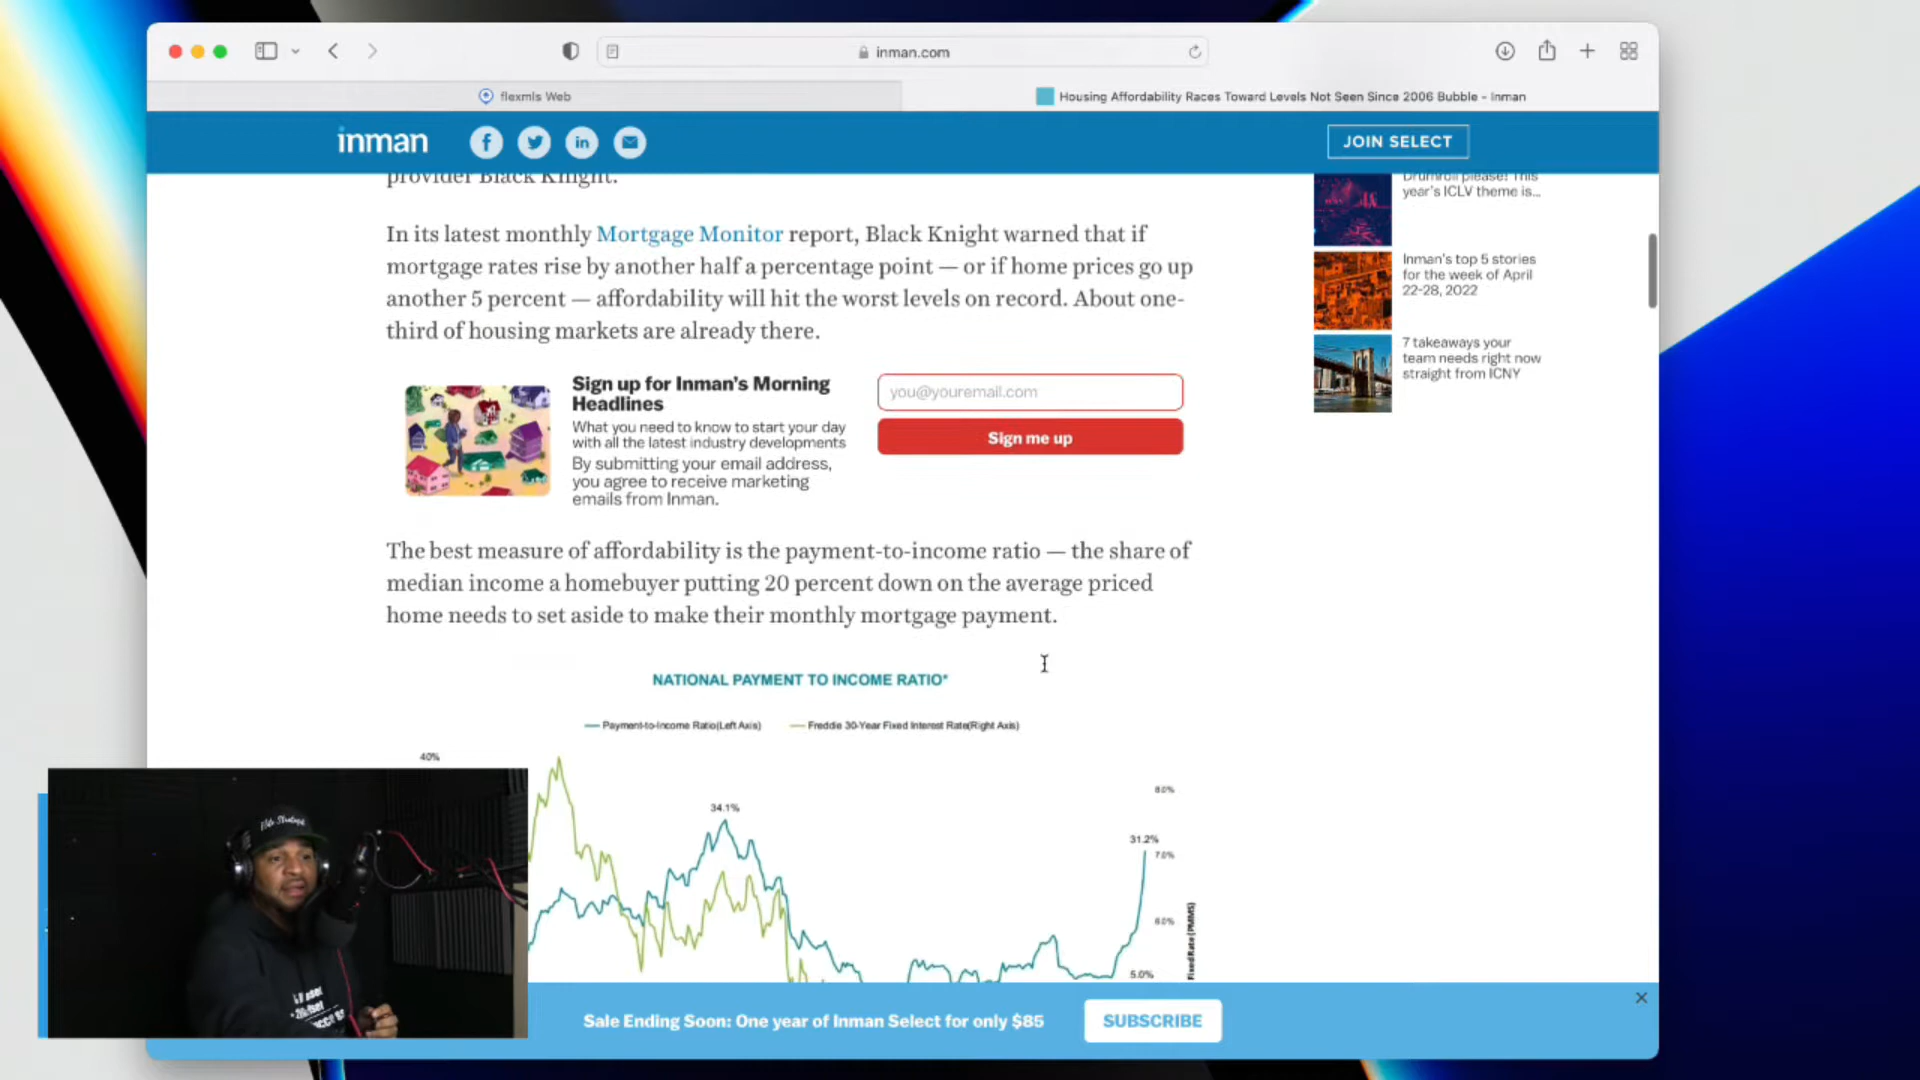 inman.com
flexmls Web
Housing Affordability Races Toward Levels Not Seen Since 2006 Bubble - Inman
inman
JOIN SELECT
provider Black Knight.
In its latest monthly Mortgage Monitor report, Black Knight warned that if
mortgage rates rise by another half a percentage point — or if home prices go up
another 5 percent — affordability will hit the worst levels on record. About one-
third of housing markets are already there.
Drumroll please! This
year's ICLV theme is...
Inman's top 5 stories
for the week of April
22-28, 2022
7 takeaways your
team needs right now
straight from ICNY
Sign up for Inman's Morning
Headlines
What you need to know to start your day
with all the latest industry developments
By submitting your email address,
you agree to receive marketing
emails from Inman.
you@youremail.com
Sign me up
The best measure of affordability is the payment-to-income ratio — the share of
median income a homebuyer putting 20 percent down on the average priced
home needs to set aside to make their monthly mortgage payment.
NATIONAL PAYMENT TO INCOME RATIO*
Payment-to-Income Ratio(Left Axis)
Freddie 30-Year Fixed Interest Rate(Right Axis)
40%
8.0%
34.1%
31.2%
7.0%
6.0%
5.0%
Fixed Rate (PMMS)
Sale Ending Soon: One year of Inman Select for only $85
SUBSCRIBE